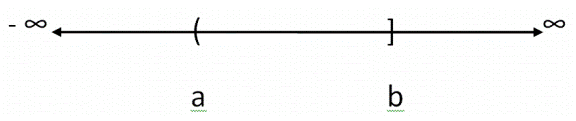 - ∞ ( ] ∞
a b